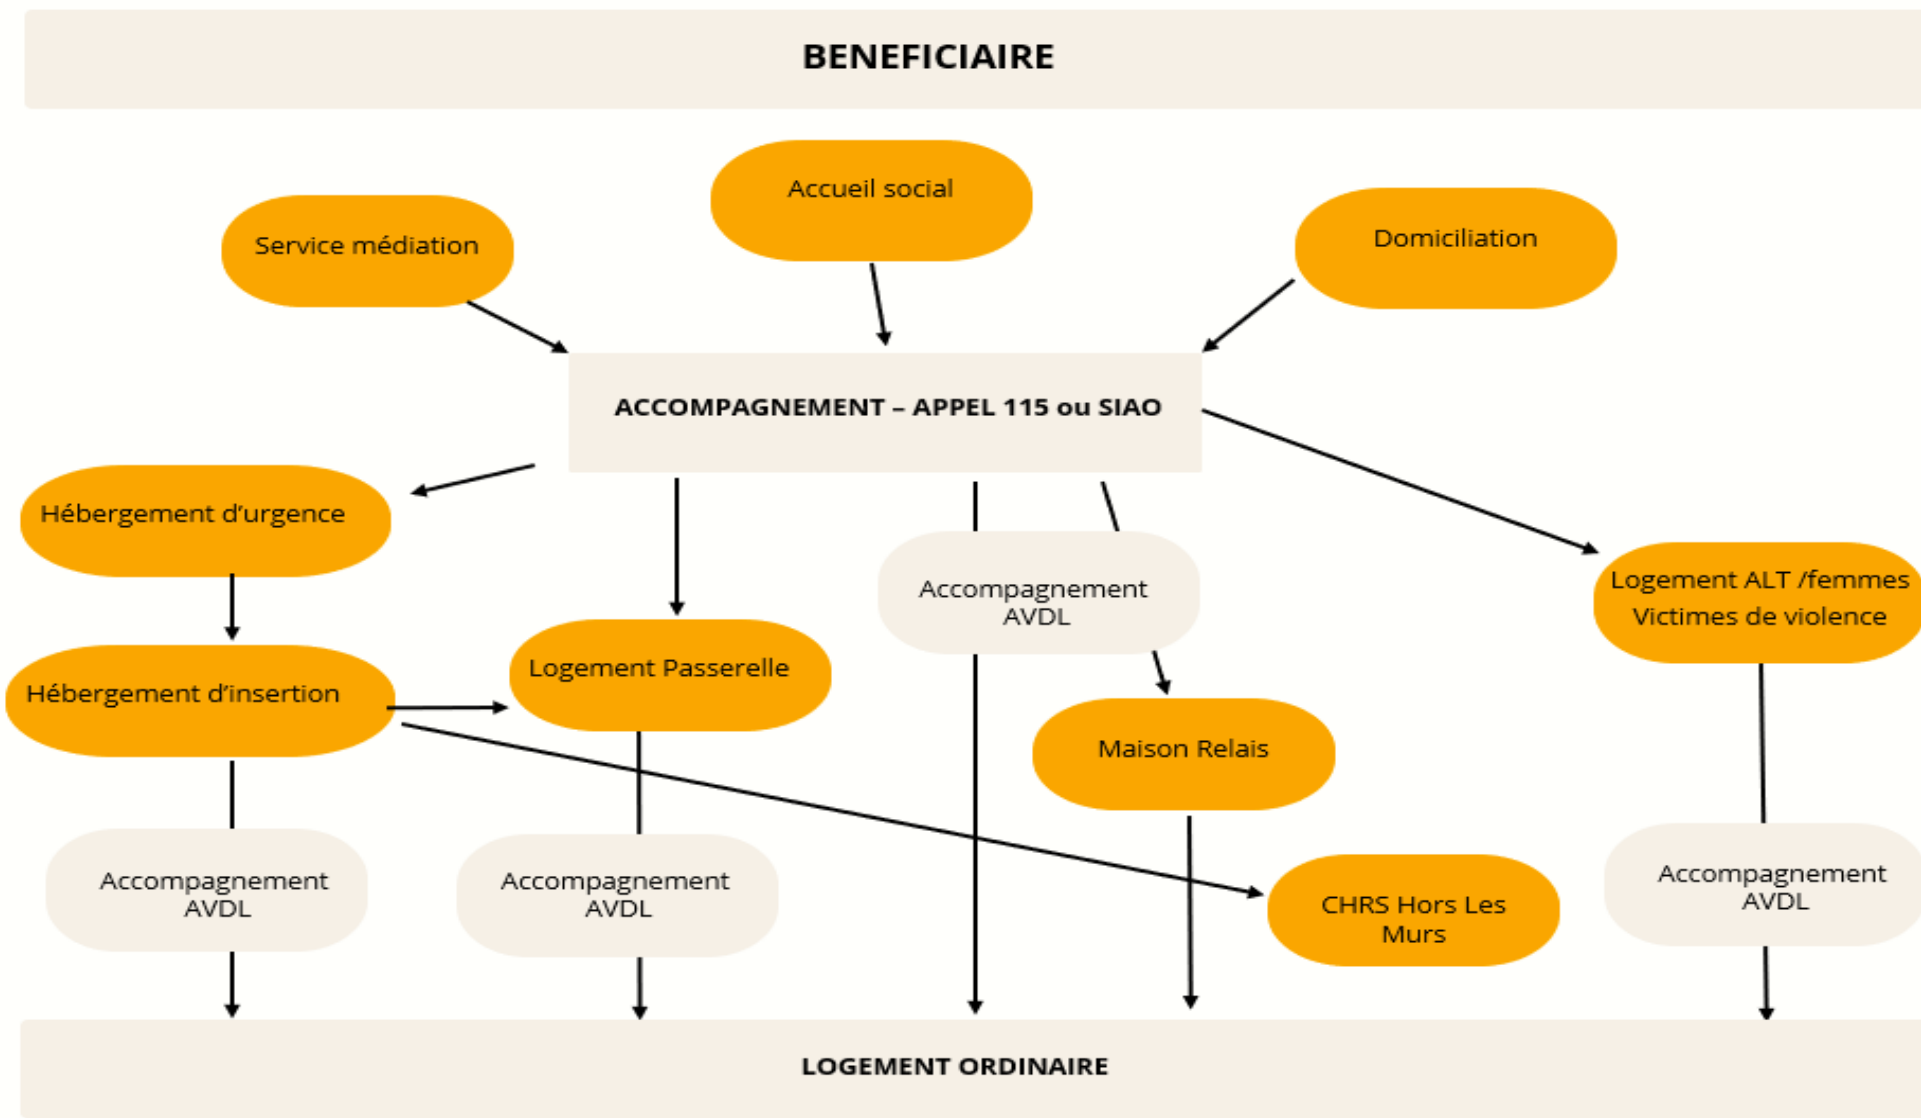 BENEFICIAIRE
Accueil social
Service médiation
Domiciliation
ACCOMPAGNEMENT – APPEL 115 ou SIAO
Hébergement d’urgence
Accompagnement
AVDL
Logement ALT /femmes
Victimes de violence
Hébergement d’insertion
Logement Passerelle
Maison Relais
Accompagnement
AVDL
Accompagnement
AVDL
CHRS Hors Les
Murs
Accompagnement
AVDL
LOGEMENT ORDINAIRE